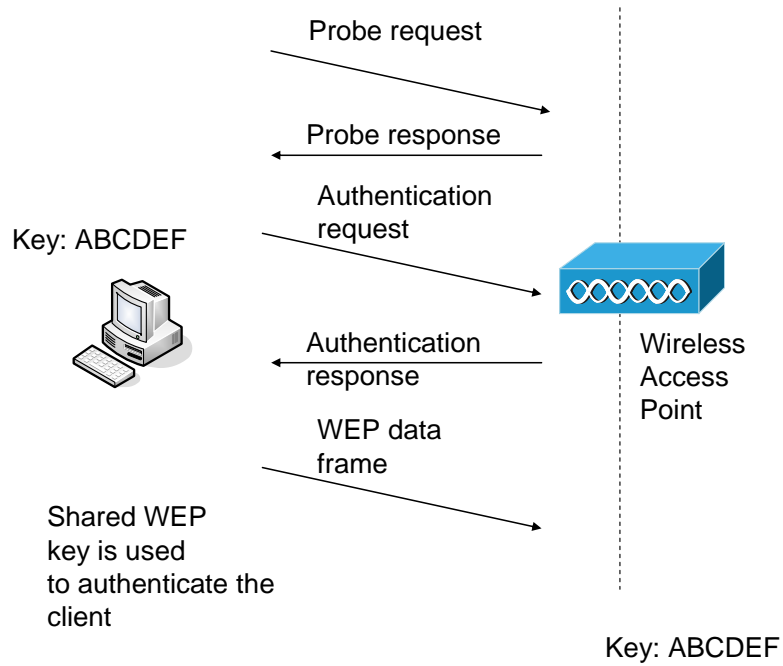 Probe request
Probe response
Authentication
request
Key: ABCDEF
Authentication
response
Wireless
Access
Point
WEP data
frame
Shared WEP
key is used
to authenticate the
client
Key: ABCDEF